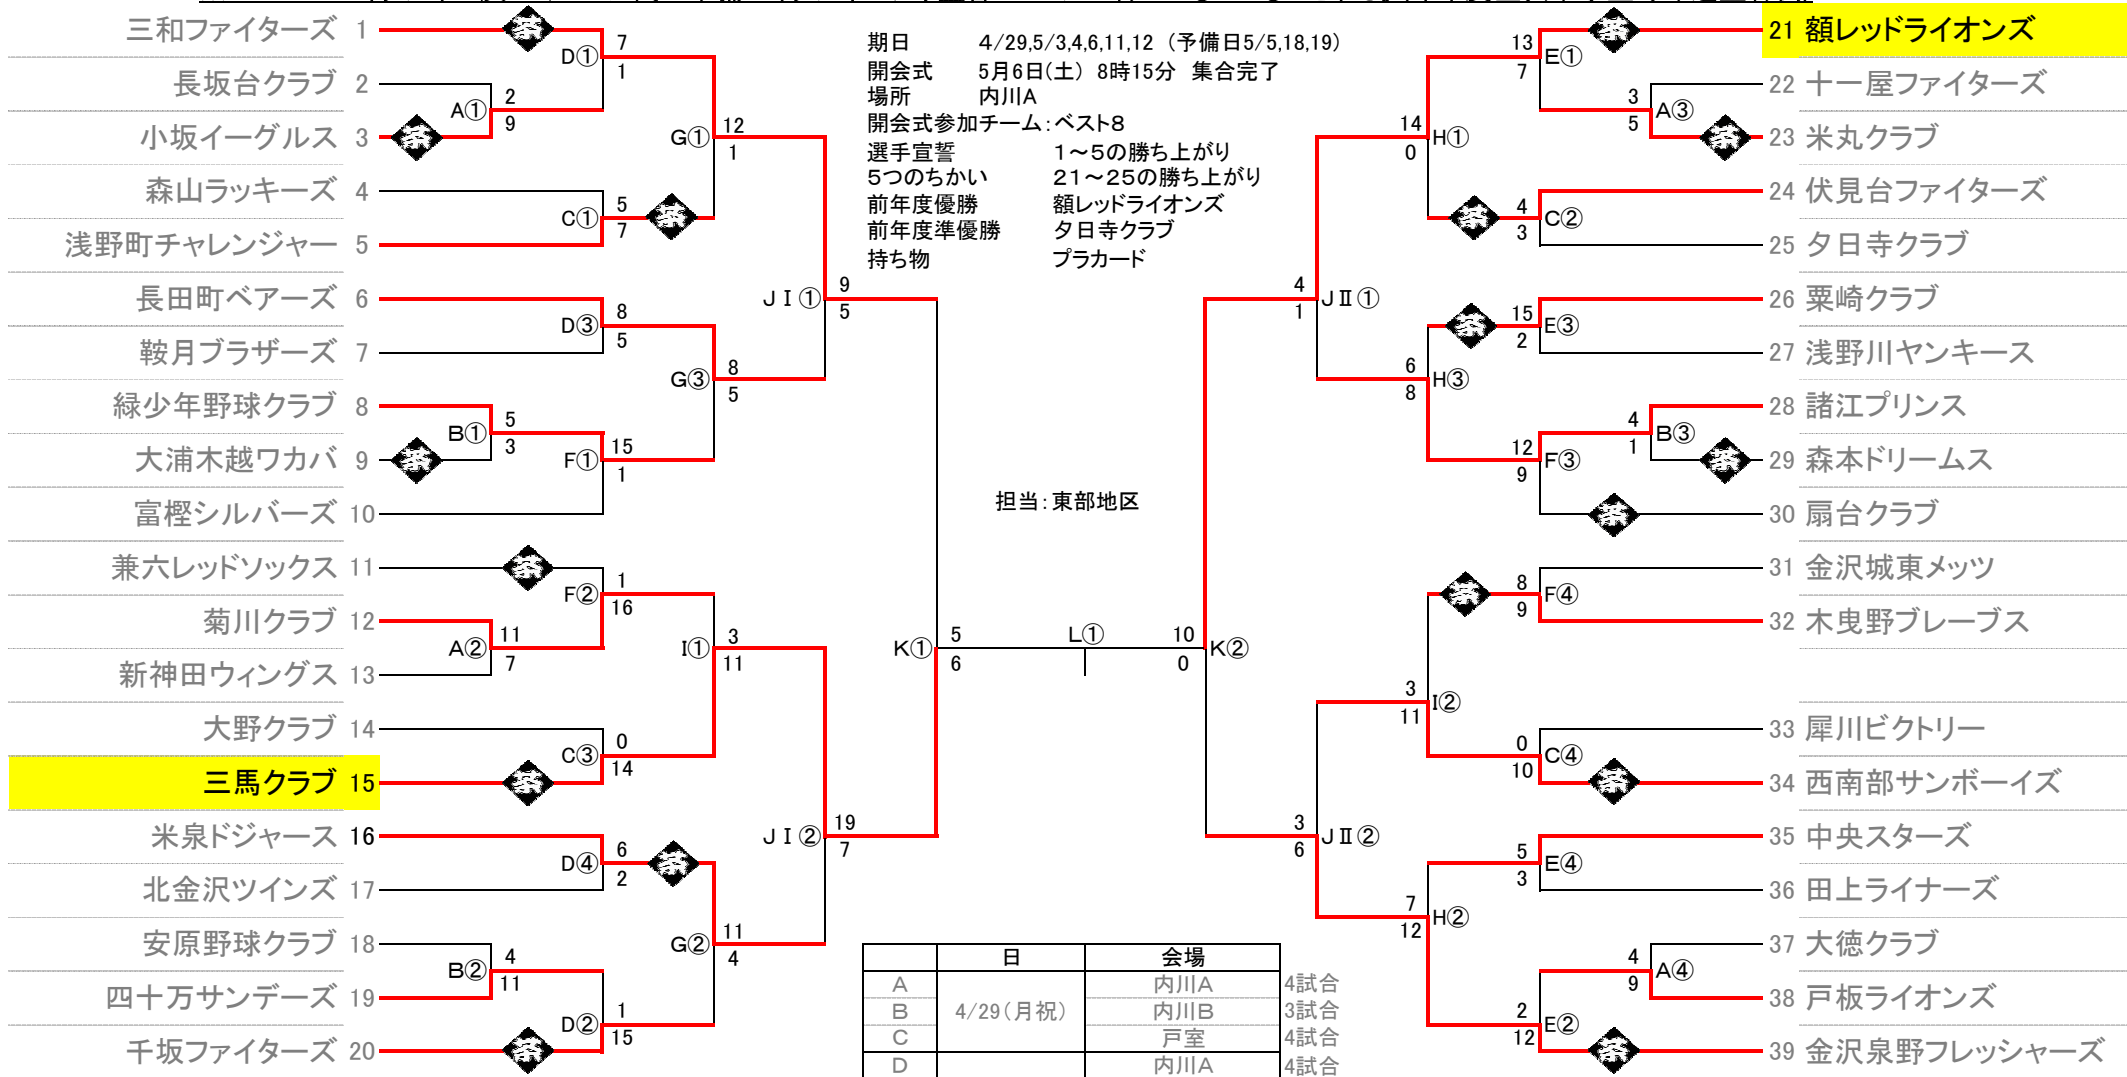 三和ファイターズ 1
長坂台クラブ 2
小坂イーグルス 3
森山ラッキーズ 4
浅野町チャレンジャー 5
長田町ベアーズ 6
鞍月ブラザーズ 7
緑少年野球クラブ 8
大浦木越ワカバ 9
富樫シルバーズ 10
兼六レッドソックス 11
菊川クラブ 12
新神田ウィングス 13
大野クラブ 14
三馬クラブ 15
米泉ドジャース 16
北金沢ツインズ 17
安原野球クラブ 18
四十万サンデーズ 19
千坂ファイターズ 20
A① 2 9
B① 5 3
A② 11 7
B② 4 11
D① 7 1
C① 5 7
D③ 8 5
F① 15 1
F② 1 16
C③ 0 14
D④ 6 2
D② 1 15
G① 12 1
G③ 8 5
I① 3 11
G② 11 4
JⅠ① 9 5
JⅠ② 19 7
K① 5 6
期日 4/29,5/3,4,6,11,12 (予備日5/5,18,19)
開会式 5月6日(土) 8時15分 集合完了
場所 内川A
開会式参加チーム:ベスト8
選手宣誓 1～5の勝ち上がり
5つのちかい 21～25の勝ち上がり
前年度優勝 額レッドライオンズ
前年度準優勝 夕日寺クラブ
持ち物 プラカード
担当:東部地区
L①
10 0 K②
4 1 JⅡ①
3 6 JⅡ②
14 0 H①
6 8 H③
3 11 I②
7 12 H②
13 7 E①
4 3 C②
15 2 E③
12 9 F③
8 9 F④
0 10 C④
5 3 E④
2 12 E②
3 5 A③
4 1 B③
4 9 A④
21 額レッドライオンズ
22 十一屋ファイターズ
23 米丸クラブ
24 伏見台ファイターズ
25 夕日寺クラブ
26 粟崎クラブ
27 浅野川ヤンキース
28 諸江プリンス
29 森本ドリームス
30 扇台クラブ
31 金沢城東メッツ
32 木曳野ブレーブス
33 犀川ビクトリー
34 西南部サンボーイズ
35 中央スターズ
36 田上ライナーズ
37 大徳クラブ
38 戸板ライオンズ
39 金沢泉野フレッシャーズ
日 会場
A 内川A 4試合
B 4/29(月祝) 内川B 3試合
C 戸室 4試合
D 内川A 4試合